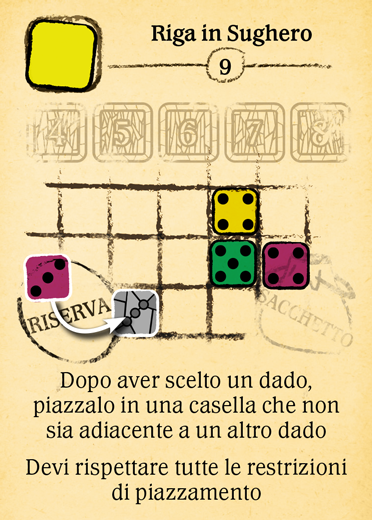 Riga in Sughero
9
4 5 6 7 8
RISERVA
SACCHETTO
Dopo aver scelto un dado,
piazzalo in una casella che non
sia adiacente a un altro dado
Devi rispettare tutte le restrizioni
di piazzamento